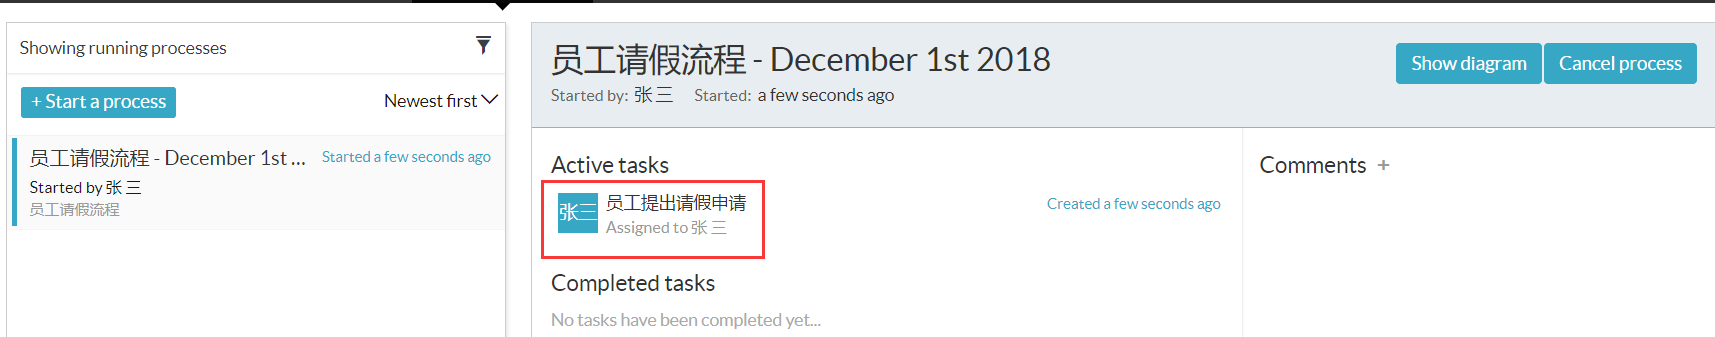 Showing running processes
+ Start a process
Newest first
员工请假流程 - December 1st ...
Started a few seconds ago
Started by 张 三
员工请假流程
员工请假流程 - December 1st 2018
Started by: 张 三 Started: a few seconds ago
Show diagram
Cancel process
Active tasks
张三
员工提出请假申请
Assigned to 张 三
Created a few seconds ago
Completed tasks
No tasks have been completed yet...
Comments +